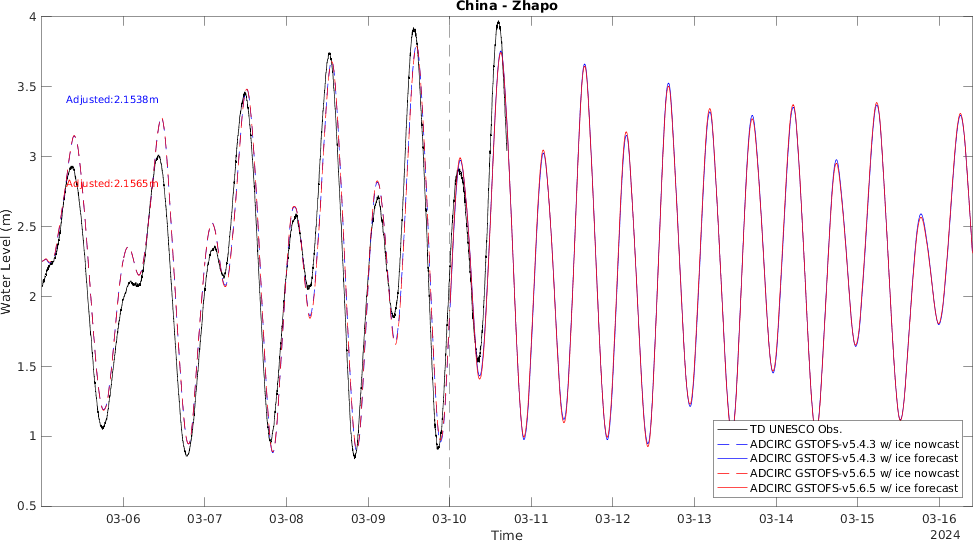 China - Zhapo
4
3.5
3
2.5
2
1.5
1
0.5
Water Level (m)
Adjusted:2.1538m
Adjusted:2.1565m
TD UNESCO Obs.
ADCIRC GSTOFS-v5.4.3 w/ ice nowcast
ADCIRC GSTOFS-v5.4.3 w/ ice forecast
ADCIRC GSTOFS-v5.6.5 w/ ice nowcast
ADCIRC GSTOFS-v5.6.5 w/ ice forecast
03-06 03-07 03-08 03-09 03-10 03-11 03-12 03-13 03-14 03-15 03-16
Time
2024